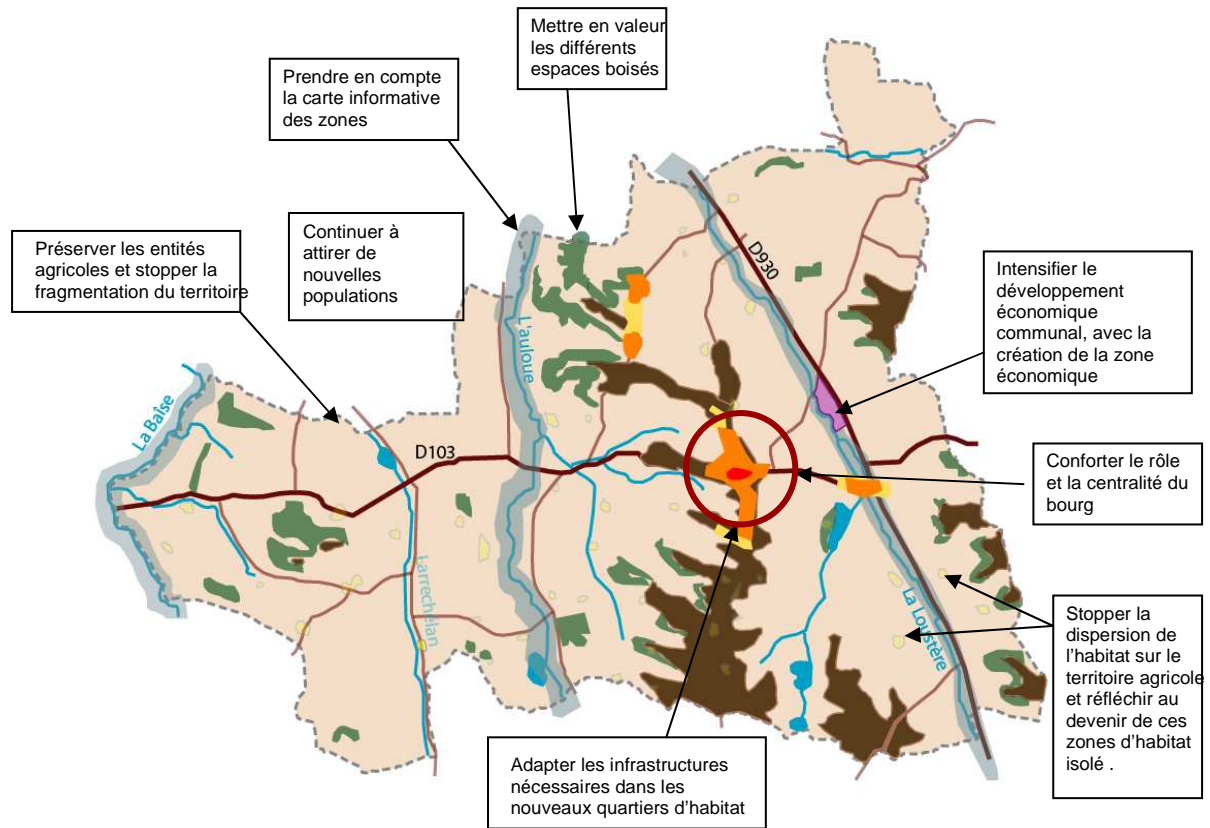 Mettre en valeur
les différents
espaces boisés
Prendre en compte
la carte informative
des zones
Continuer à
attirer de
nouvelles
populations
Préserver les entités
agricoles et stopper la
fragmentation du territoire
Intensifier le
développement
économique
communal, avec la
création de la zone
économique
Conforter le rôle
et la centralité du
bourg
Stopper la
dispersion de
l'habitat sur le
territoire agricole
et réfléchir au
devenir de ces
zones d'habitat
isolé .
Adapter les infrastructures
nécessaires dans les
nouveaux quartiers d'habitat
La Baîse
D103
Larrechélan
L'auloue
D930
La Loustère